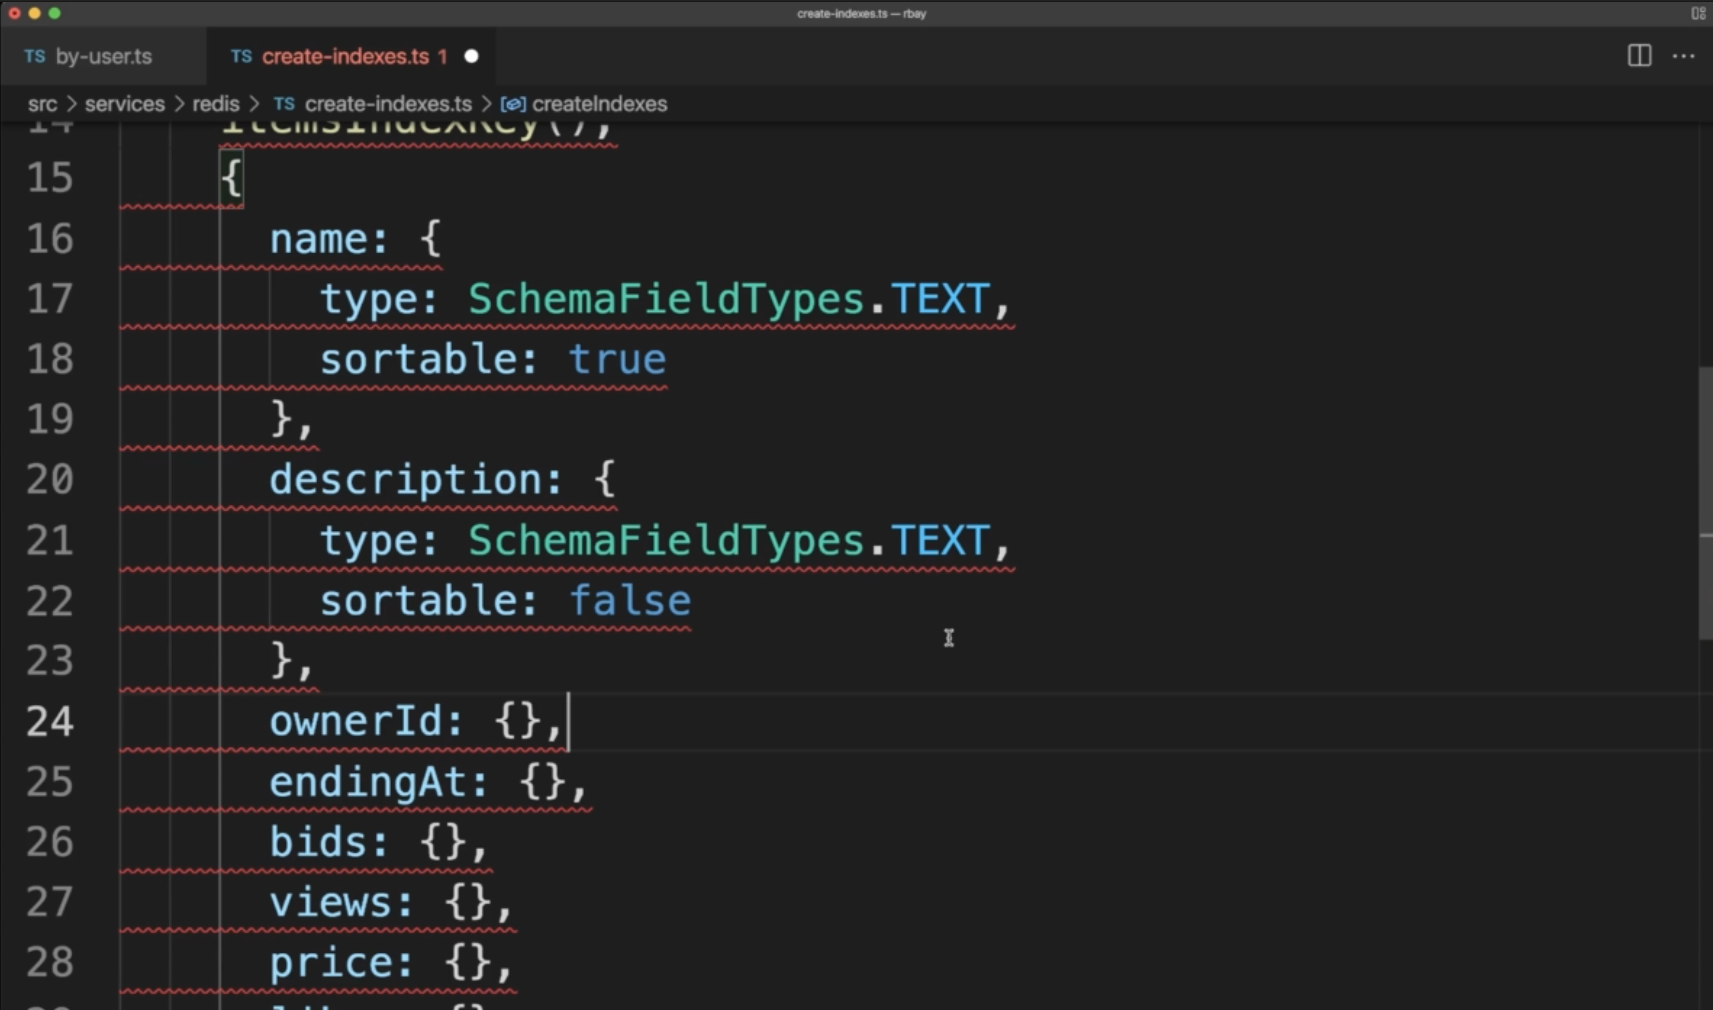 create-indexes.ts — rbay
TS by-user.ts TS create-indexes.ts 1
src > services > redis > TS create-indexes.ts > createIndexes
14 itemsIndexKey(),
15 {
16 name: {
17 type: SchemaFieldTypes.TEXT,
18 sortable: true
19 },
20 description: {
21 type: SchemaFieldTypes.TEXT,
22 sortable: false
23 },
24 ownerId: {},
25 endingAt: {},
26 bids: {},
27 views: {},
28 price: {},